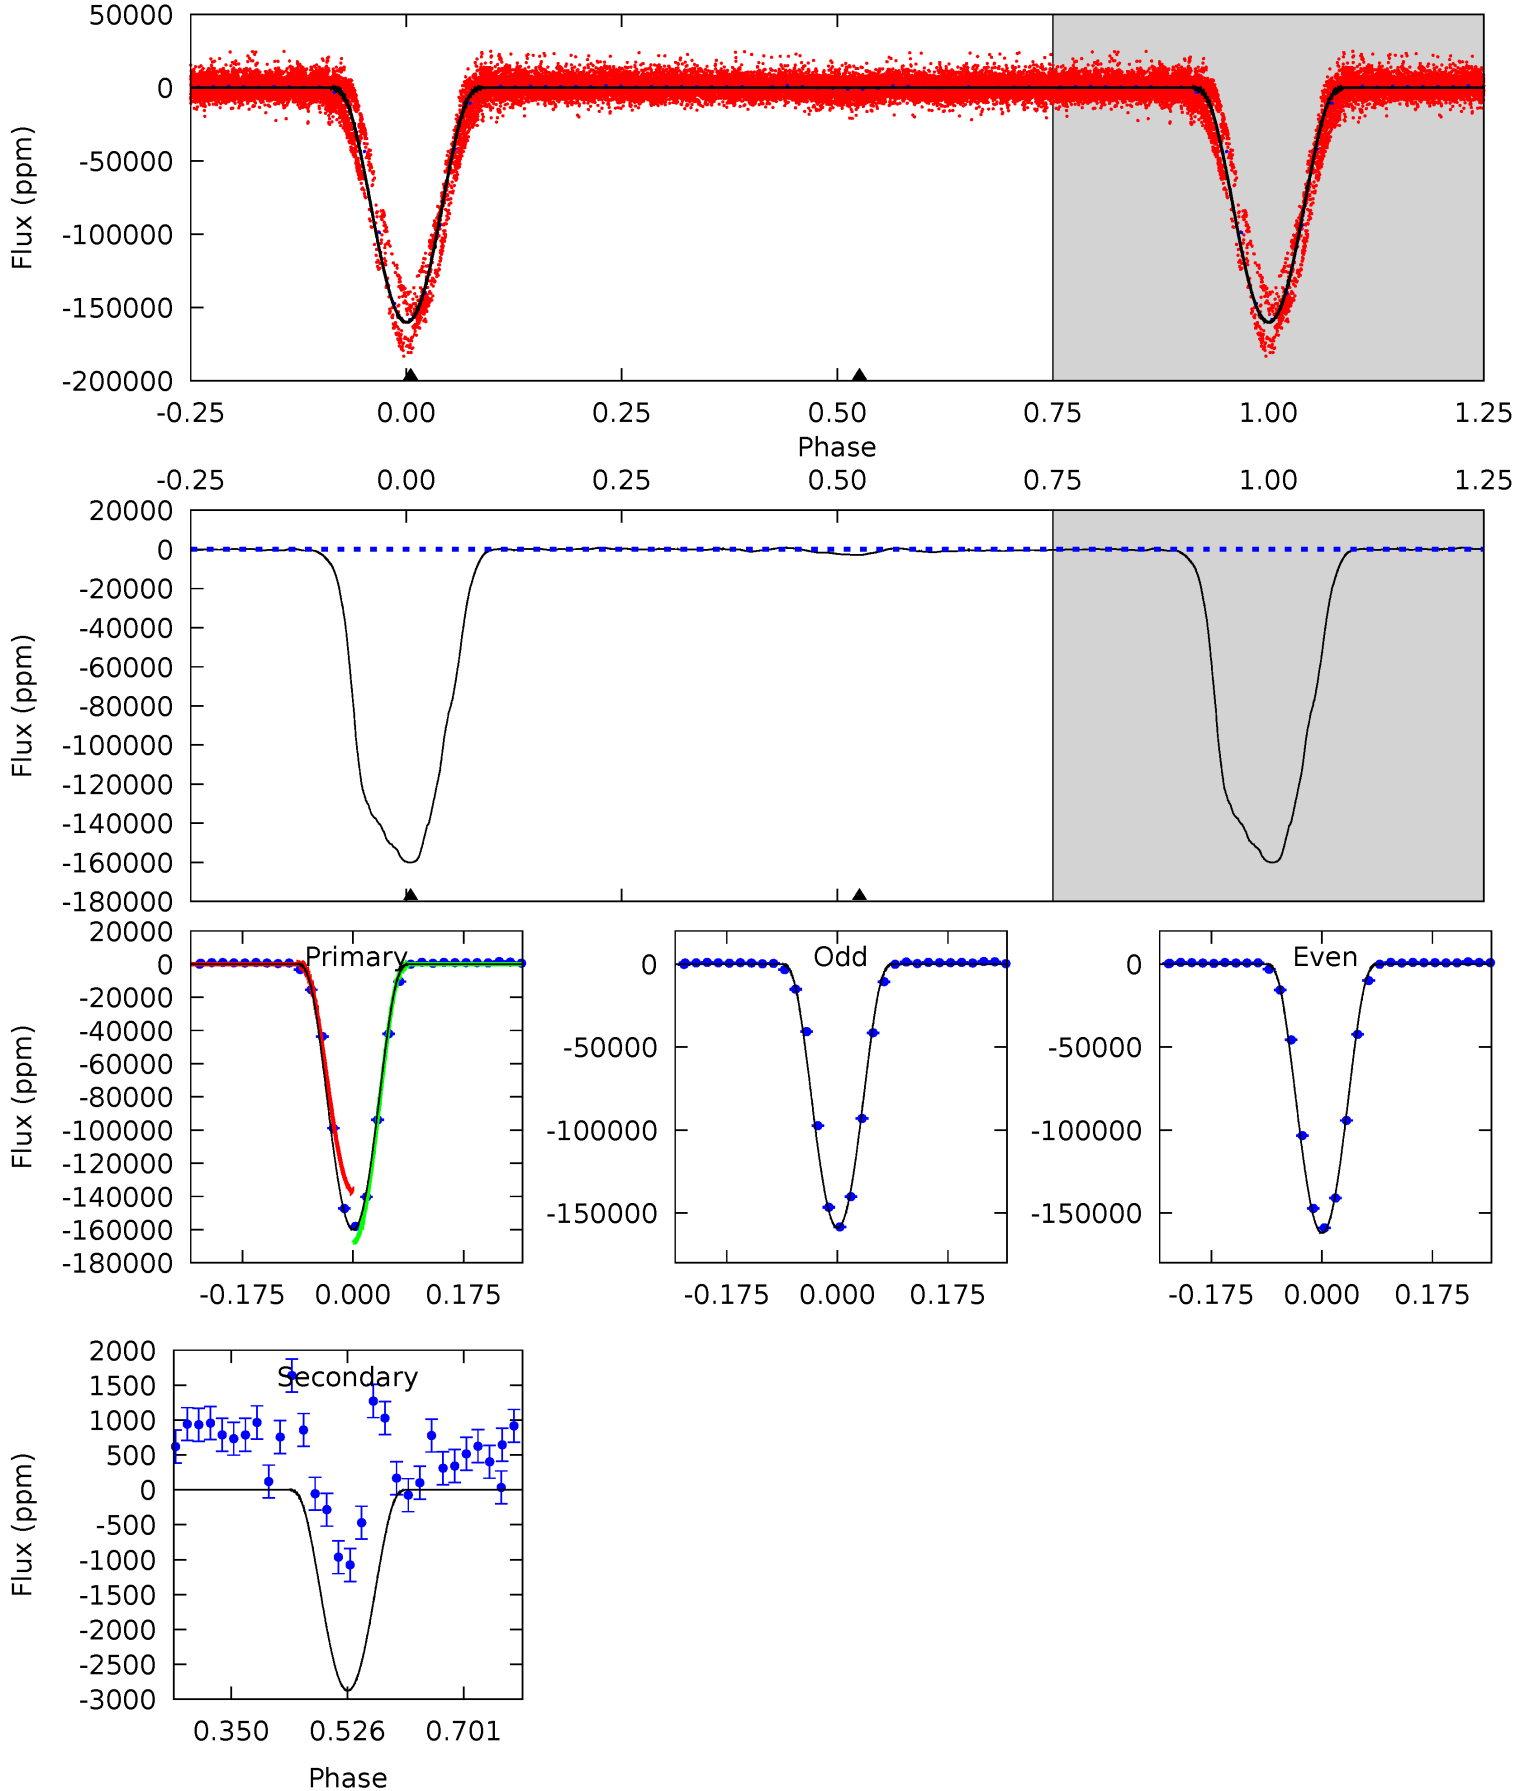 50000
0
-50000
-100000
-150000
-200000
Flux (ppm)
-0.25 0.00 0.25 0.50 0.75 1.00 1.25
Phase
-0.25 0.00 0.25 0.50 0.75 1.00 1.25
20000
0
-20000
-40000
-60000
-80000
-100000
-120000
-140000
-160000
-180000
Flux (ppm)
Primary
20000
0
-20000
-40000
-60000
-80000
-100000
-120000
-140000
-160000
-180000
Flux (ppm)
-0.175 0.000 0.175
Odd
0
-50000
-100000
-150000
-0.175 0.000 0.175
Even
0
-50000
-100000
-150000
-0.175 0.000 0.175
Secondary
2000
1500
1000
500
0
-500
-1000
-1500
-2000
-2500
-3000
Flux (ppm)
0.350 0.526 0.701
Phase